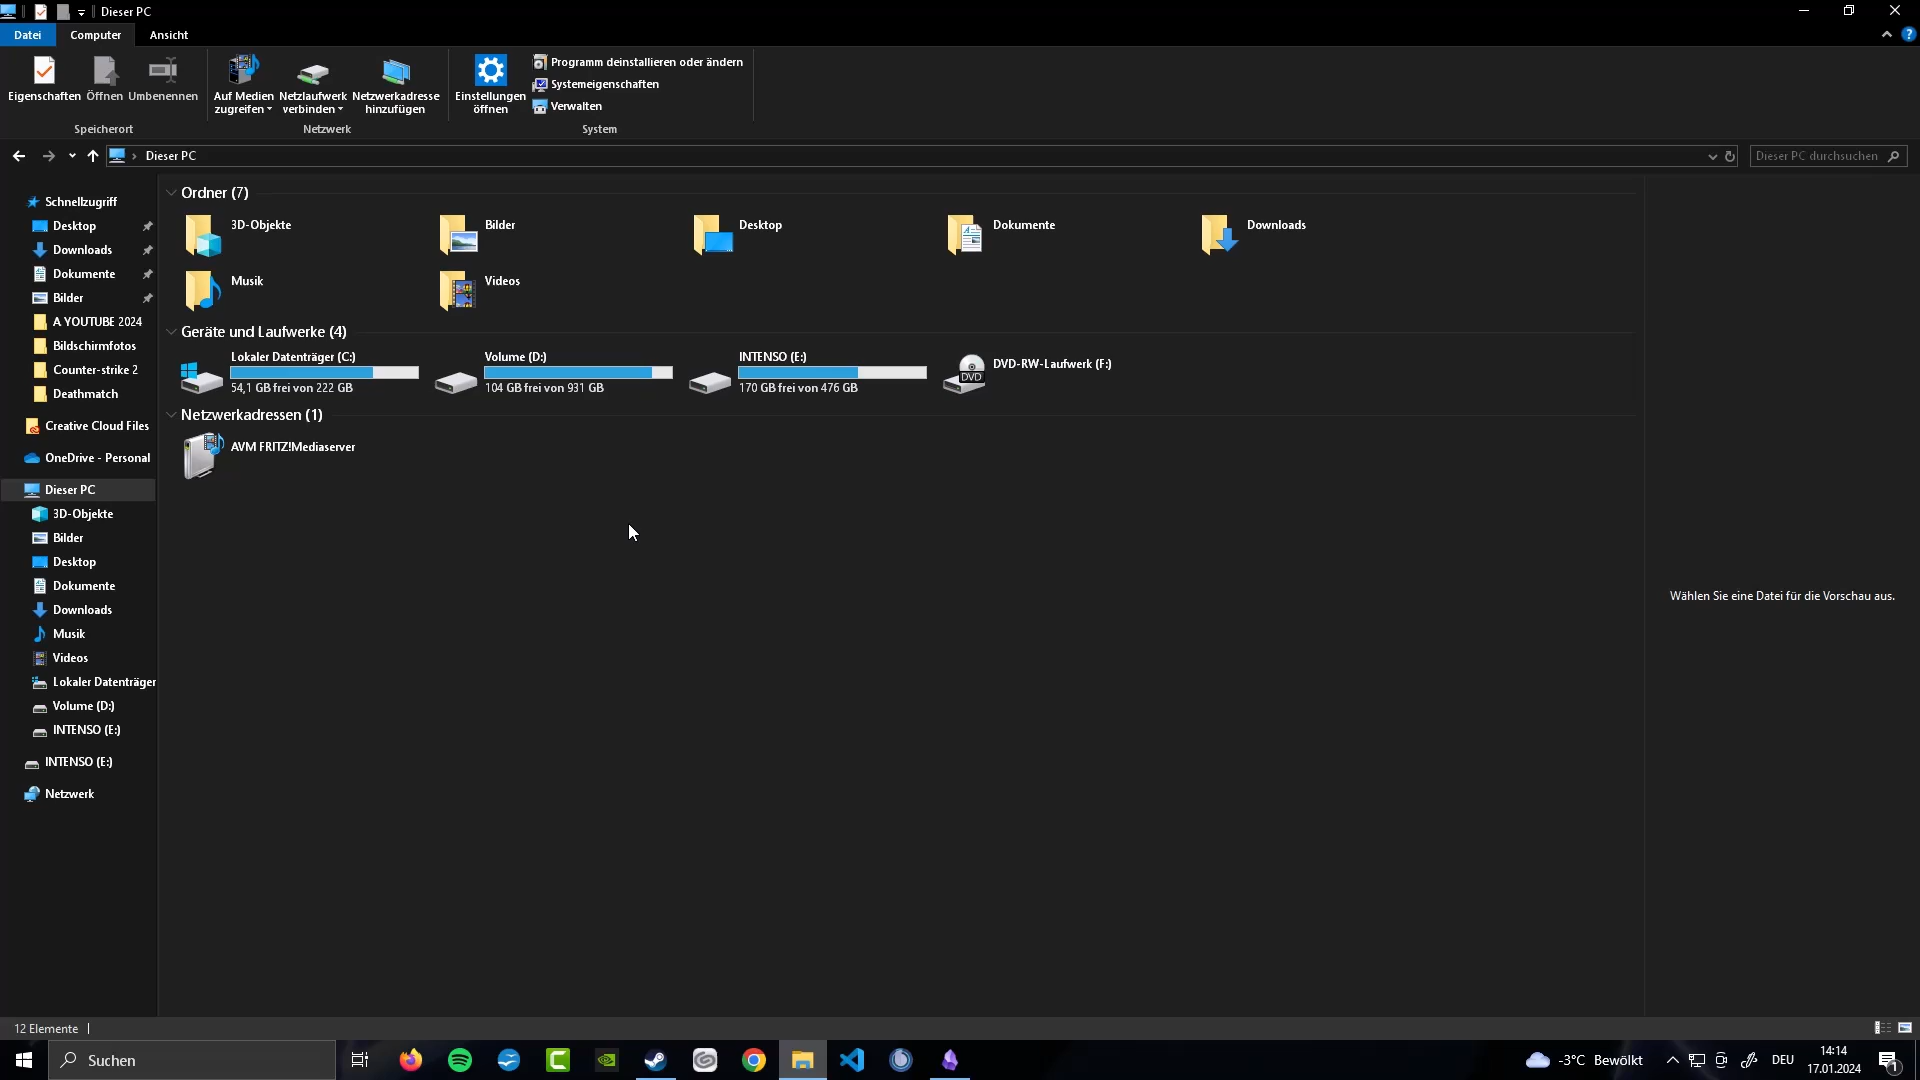 Dieser PC
Datei
Computer
Ansicht
Eigenschaften
Öffnen
Umbenennen
Speicherort
Auf Medien
zugreifen
Netzlaufwerk
verbinden
Netzwerkadresse
hinzufügen
Netzwerk
Einstellungen
öffnen
Programm deinstallieren oder ändern
Systemeigenschaften
Verwalten
System
Dieser PC
Dieser PC durchsuchen
Schnellzugriff
Desktop
Downloads
Dokumente
Bilder
A YOUTUBE 2024
Bildschirmfotos
Counter-strike 2
Deathmatch
Creative Cloud Files
OneDrive - Personal
Dieser PC
3D-Objekte
Bilder
Desktop
Dokumente
Downloads
Musik
Videos
Lokaler Datenträger
Volume (D:)
INTENSO (E:)
INTENSO (E:)
Netzwerk
Ordner (7)
3D-Objekte
Bilder
Desktop
Dokumente
Downloads
Musik
Videos
Geräte und Laufwerke (4)
Lokaler Datenträger (C:)
54,1 GB frei von 222 GB
Volume (D:)
104 GB frei von 931 GB
INTENSO (E:)
170 GB frei von 476 GB
DVD
DVD-RW-Laufwerk (F:)
Netzwerkadressen (1)
AVM FRITZ!Mediaserver
Wählen Sie eine Datei für die Vorschau aus.
12 Elemente
Suchen
-3°C Bewölkt
DEU
14:14
17.01.2024
1